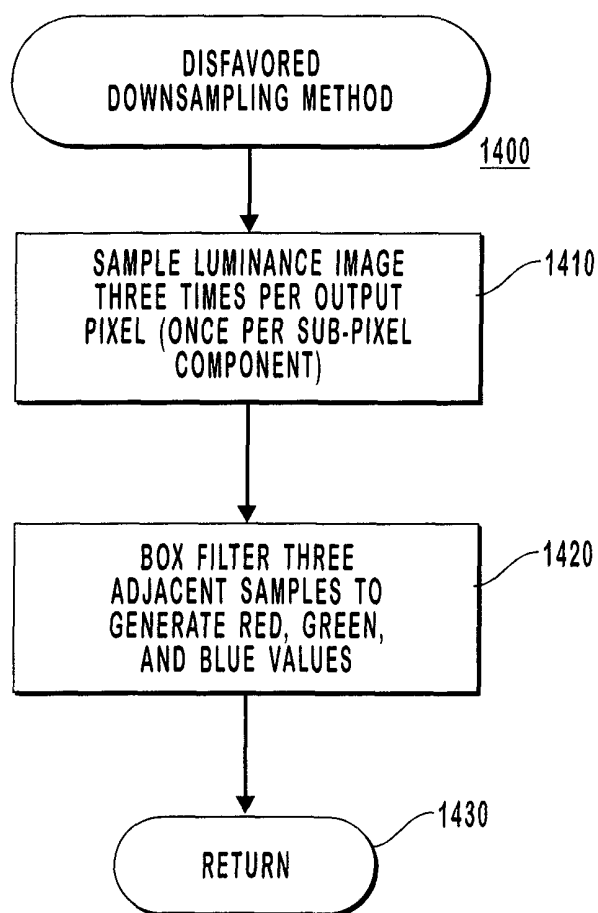 DISFAVORED
DOWNSAMPLING METHOD
1400
SAMPLE LUMINANCE IMAGE
THREE TIMES PER OUTPUT
PIXEL (ONCE PER SUB-PIXEL
COMPONENT)
1410
BOX FILTER THREE
ADJACENT SAMPLES TO
GENERATE RED, GREEN,
AND BLUE VALUES
1420
RETURN
1430